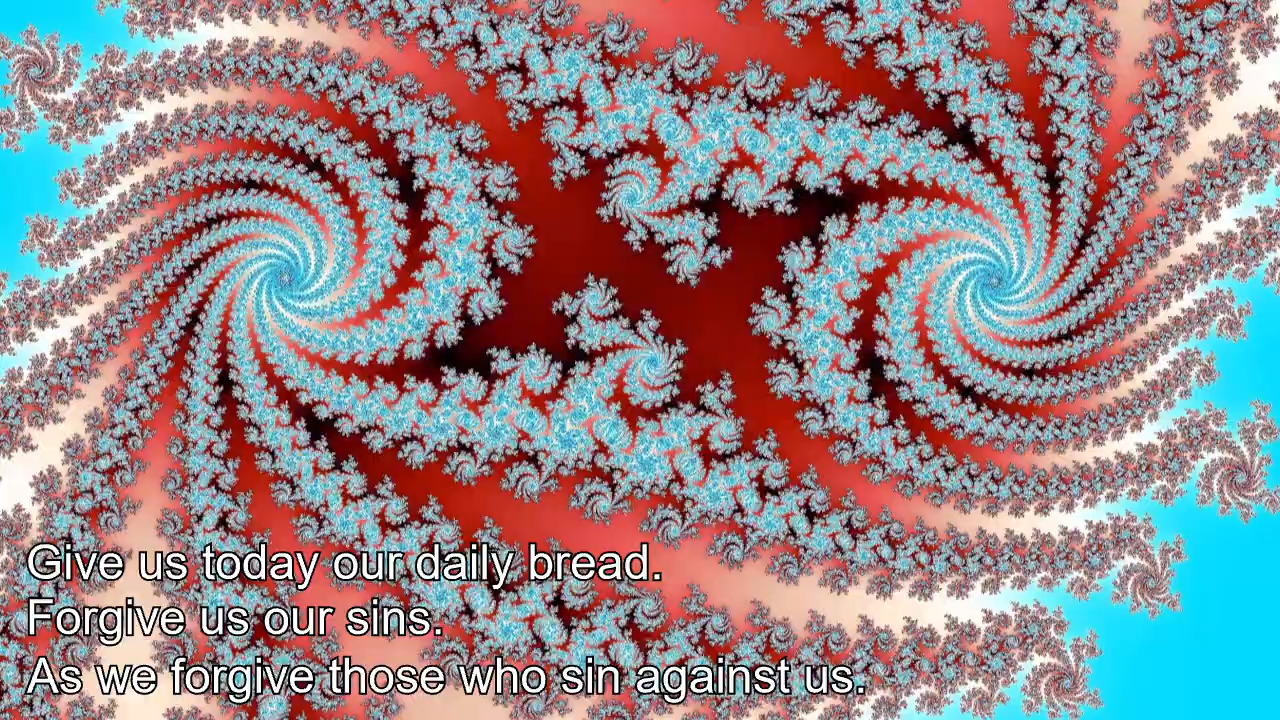 Give us today our daily bread.
Forgive us our sins.
As we forgive those who sin against us.